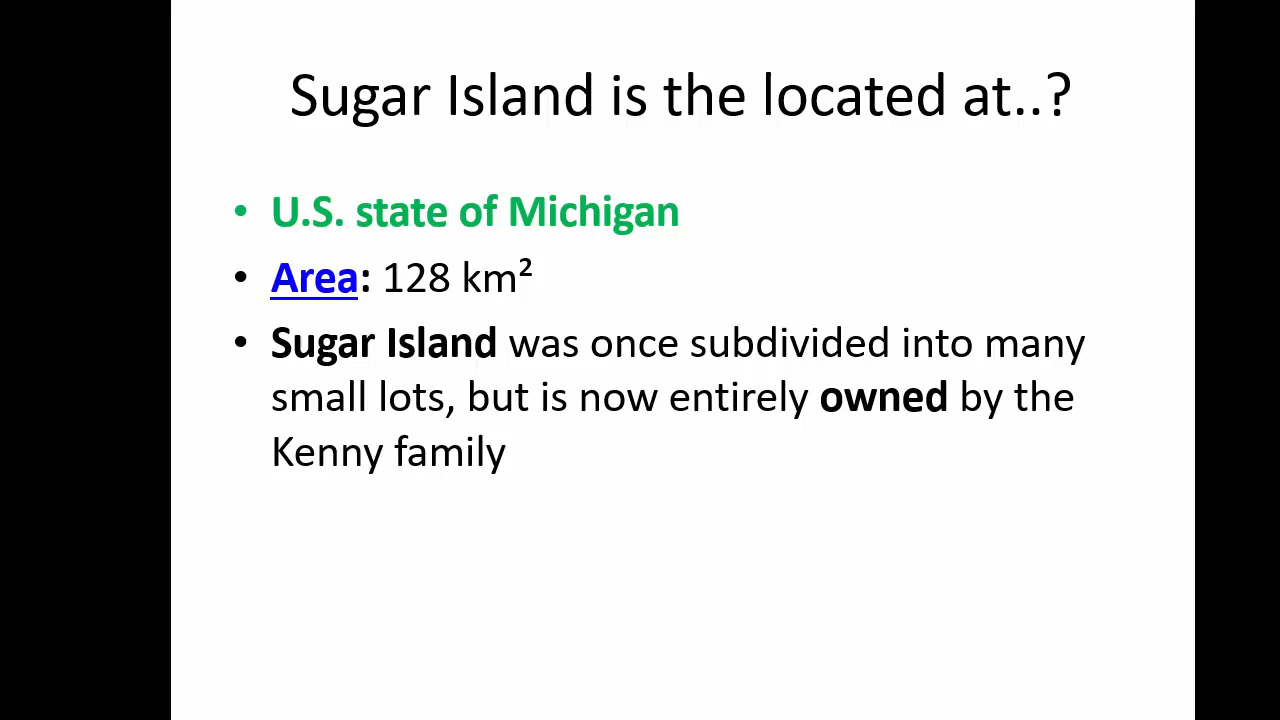 Sugar Island is the located at..?
• U.S. state of Michigan
• Area: 128 km²
• Sugar Island was once subdivided into many
small lots, but is now entirely owned by the
Kenny family